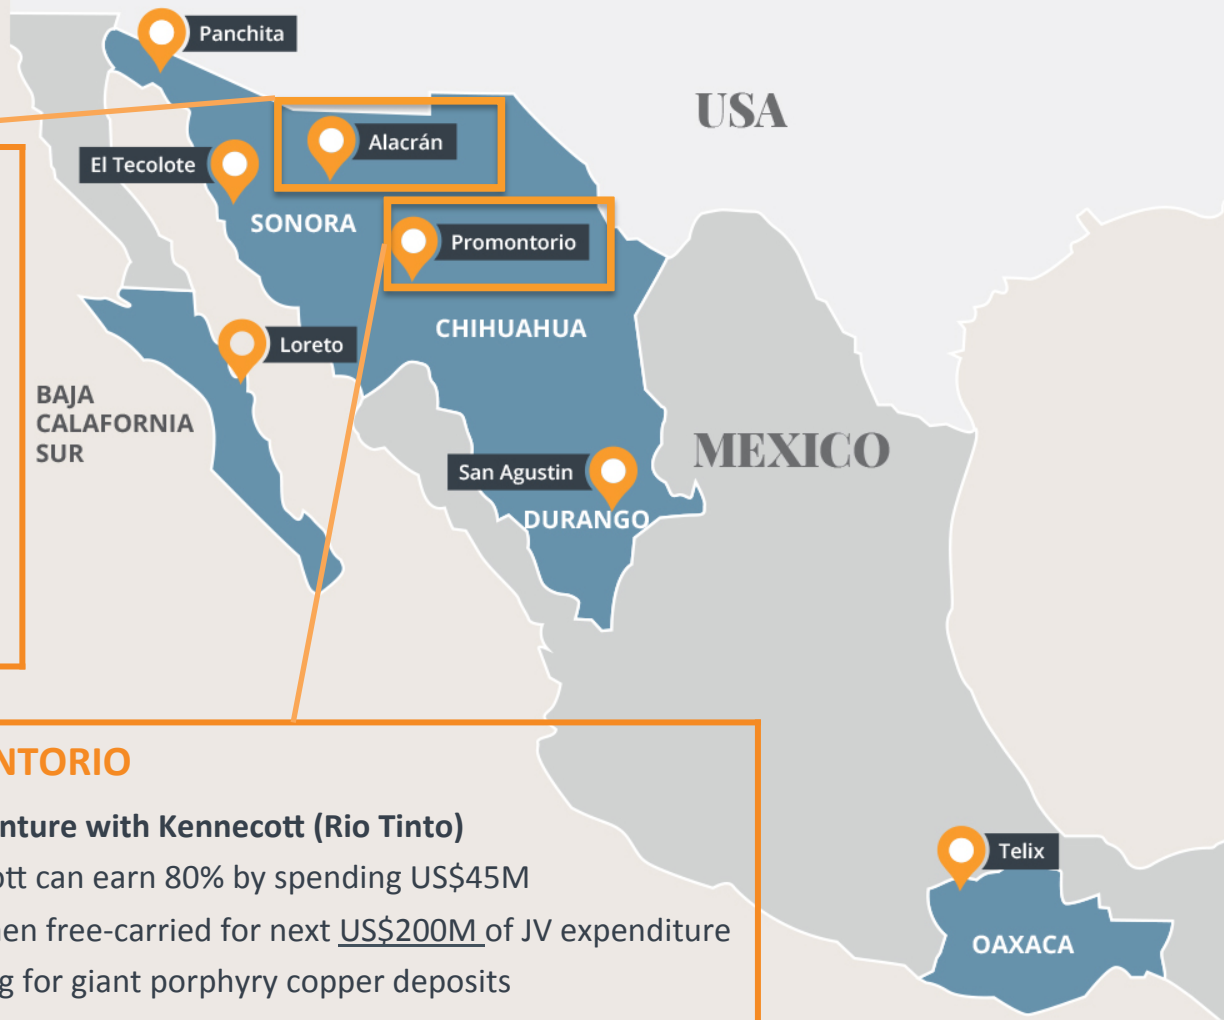 Panchita
USA
Alacrán
El Tecolote
SONORA
Promontorio
CHIHUAHUA
Loreto
BAJA
CALAFORNIA
SUR
MEXICO
San Agustin
DURANGO
NTORIO
nture with Kennecott (Rio Tinto)
ott can earn 80% by spending US$45M
en free-carried for next US$200M of JV expenditure
g for giant porphyry copper deposits
Telix
OAXACA